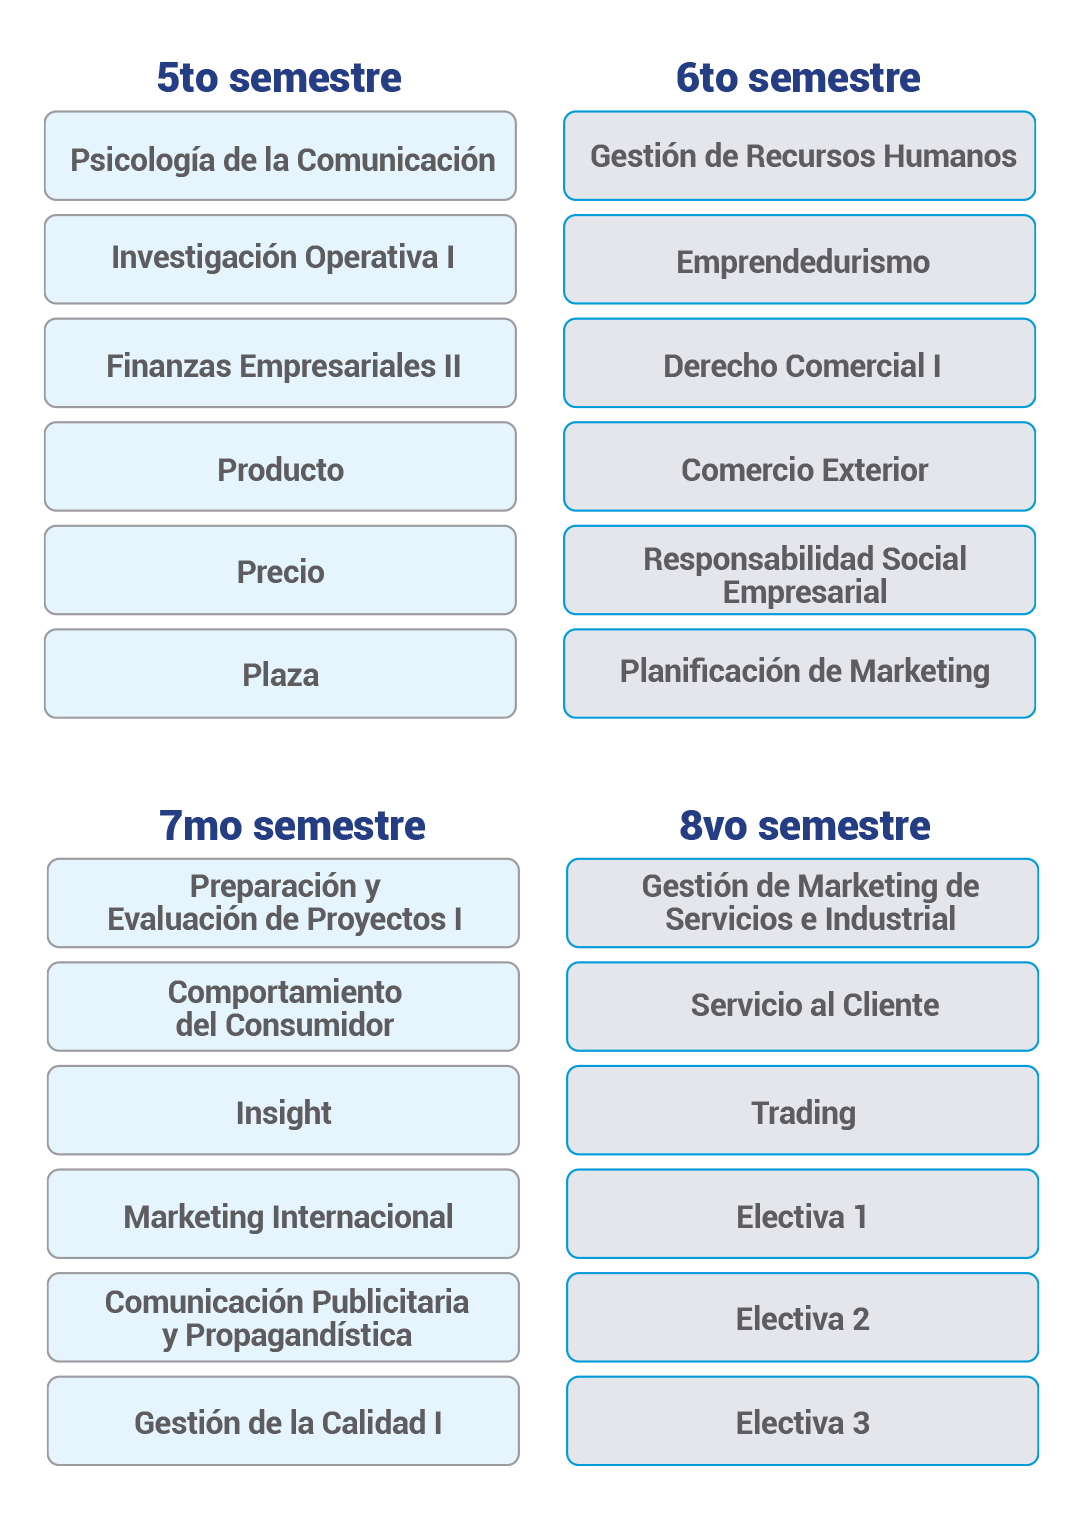 5to semestre
Psicología de la Comunicación
Investigación Operativa I
Finanzas Empresariales II
Producto
Precio
Plaza
6to semestre
Gestión de Recursos Humanos
Emprendedurismo
Derecho Comercial I
Comercio Exterior
Responsabilidad Social
Empresarial
Planificación de Marketing
7mo semestre
Preparación y
Evaluación de Proyectos I
Comportamiento
del Consumidor
Insight
Marketing Internacional
Comunicación Publicitaria
y Propagandística
Gestión de la Calidad I
8vo semestre
Gestión de Marketing de
Servicios e Industrial
Servicio al Cliente
Trading
Electiva 1
Electiva 2
Electiva 3